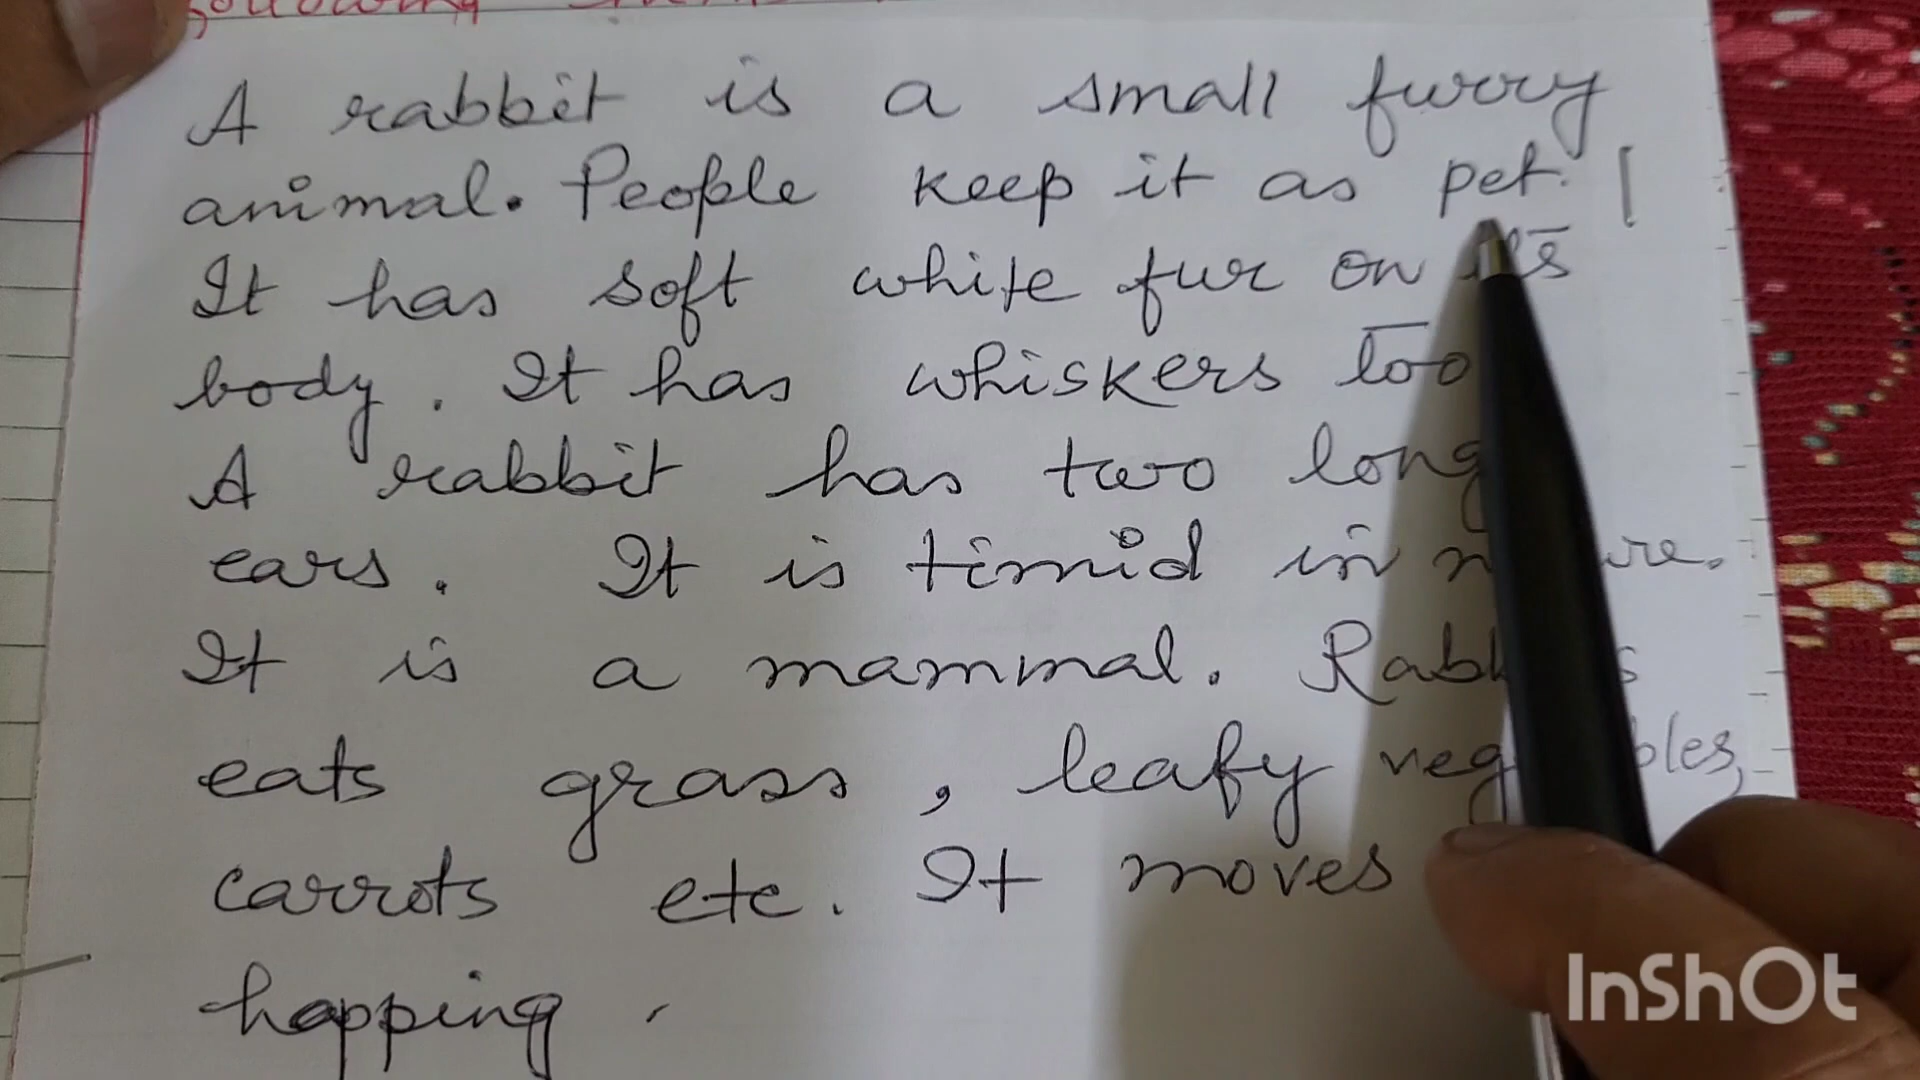 following
A rabbit is a small furry
animal. People keep it as pet.
It has soft white fur on its
body. It has whiskers too
A rabbit has two long
ears. It is timid in
It is a mammal.
eats grass, leafy
carrots etc. It moves
hopping.
InShOt